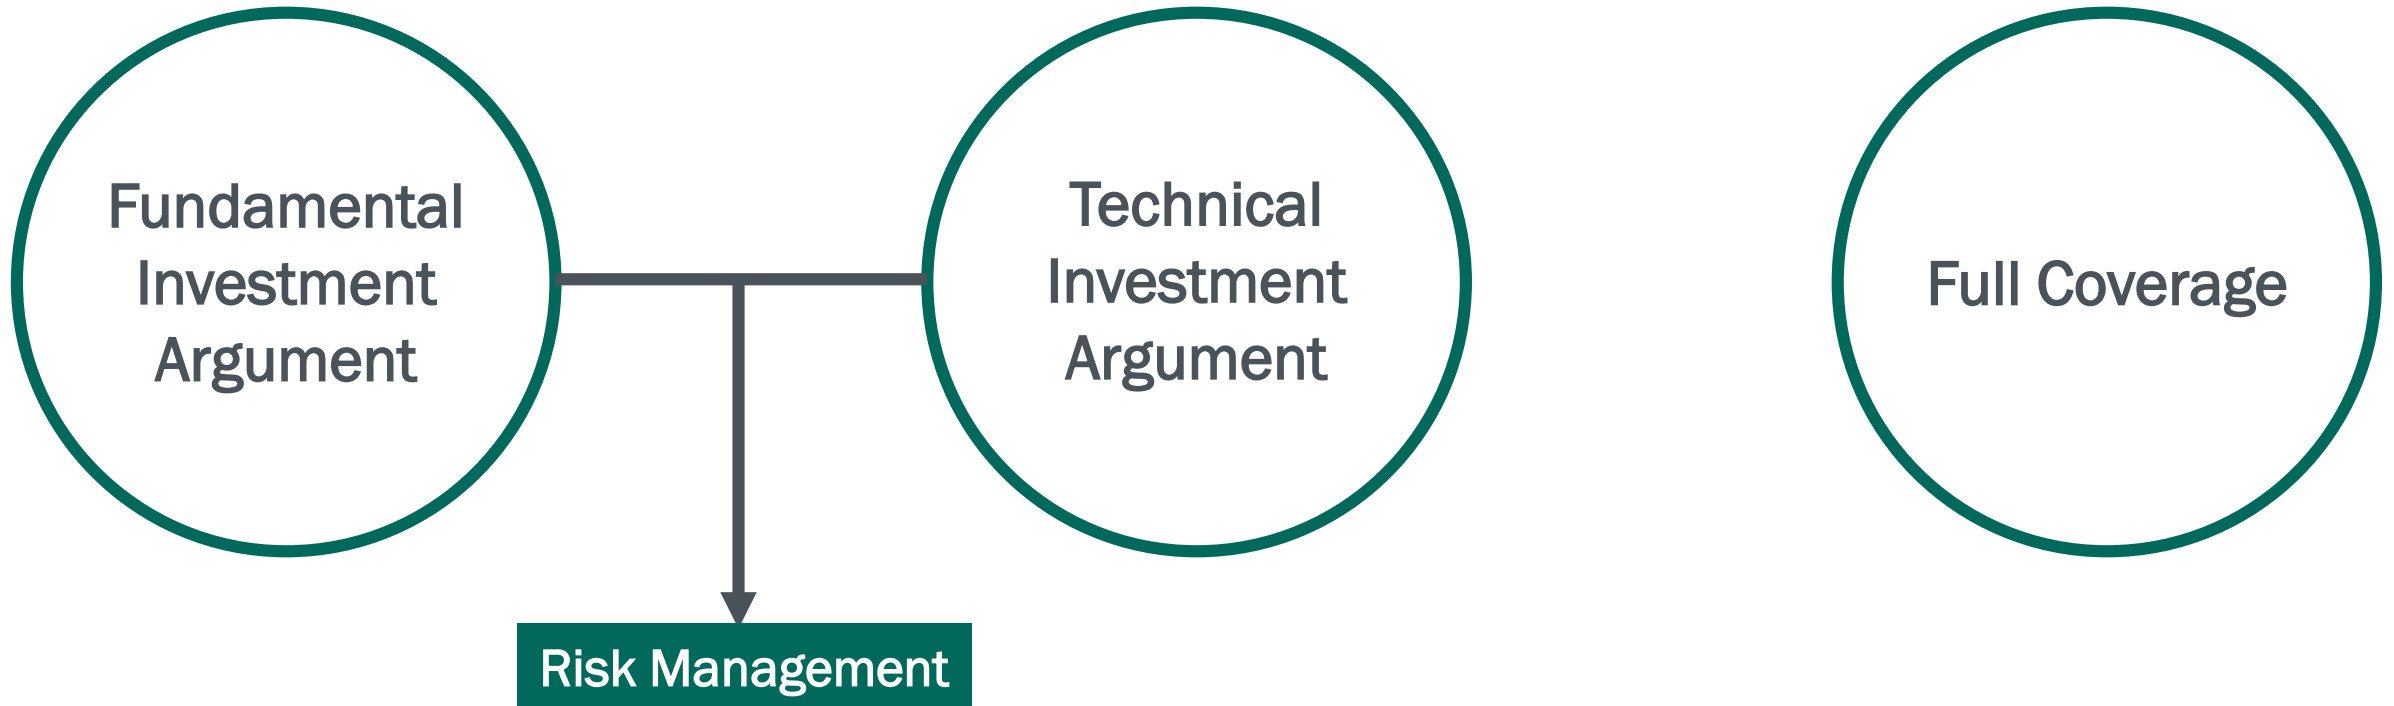 Fundamental
Investment
Argument
Technical
Investment
Argument
Full Coverage
Risk Management